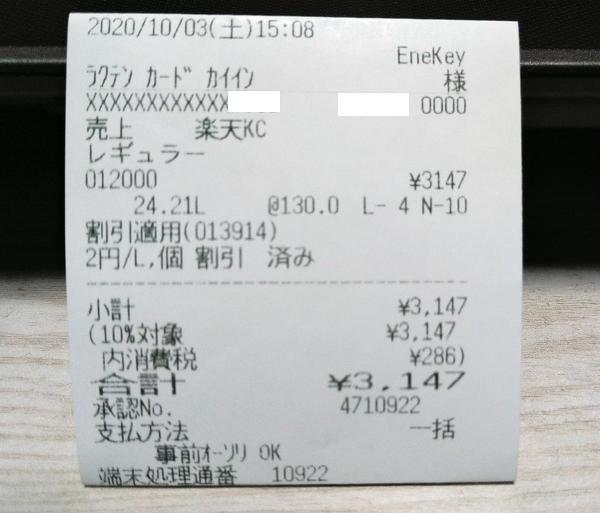 2020/10/03(土)15:08
EneKey
ﾗｸﾃﾝ ｶｰﾄﾞ ｶｲｲﾝ 様
XXXXXXXXXXXX 0000
売上 楽天KC
レギュラー
012000 ¥3147
24.21L @130.0 L- 4 N-10
割引適用(013914)
2円/L,個 割引 済み
小計 ¥3,147
(10%対象 ¥3,147
内消費税 ¥286)
合計 ¥3,147
承認No. 4710922
支払方法 一括
事前ｵｰｿﾘ OK
端末処理通番 10922